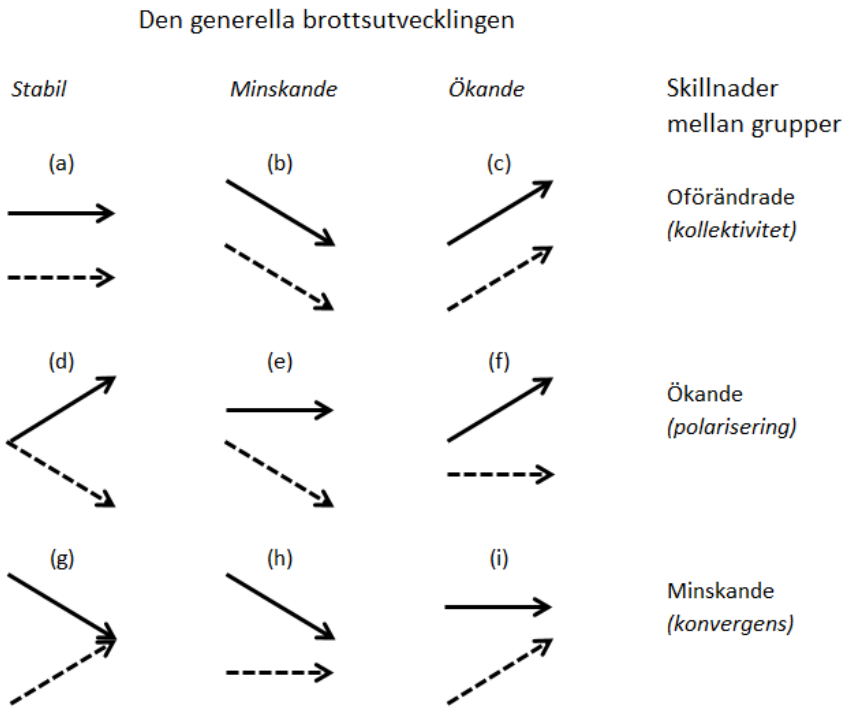 Den generella brottsutvecklingen
Stabil Minskande Ökande Skillnader
mellan grupper
(a) (b) (c)
Oförändrade
(kollektivitet)
(d) (e) (f)
Ökande
(polarisering)
(g) (h) (i)
Minskande
(konvergens)